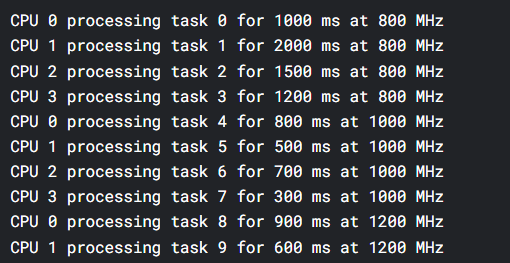 CPU 0 processing task 0 for 1000 ms at 800 MHz
CPU 1 processing task 1 for 2000 ms at 800 MHz
CPU 2 processing task 2 for 1500 ms at 800 MHz
CPU 3 processing task 3 for 1200 ms at 800 MHz
CPU 0 processing task 4 for 800 ms at 1000 MHz
CPU 1 processing task 5 for 500 ms at 1000 MHz
CPU 2 processing task 6 for 700 ms at 1000 MHz
CPU 3 processing task 7 for 300 ms at 1000 MHz
CPU 0 processing task 8 for 900 ms at 1200 MHz
CPU 1 processing task 9 for 600 ms at 1200 MHz